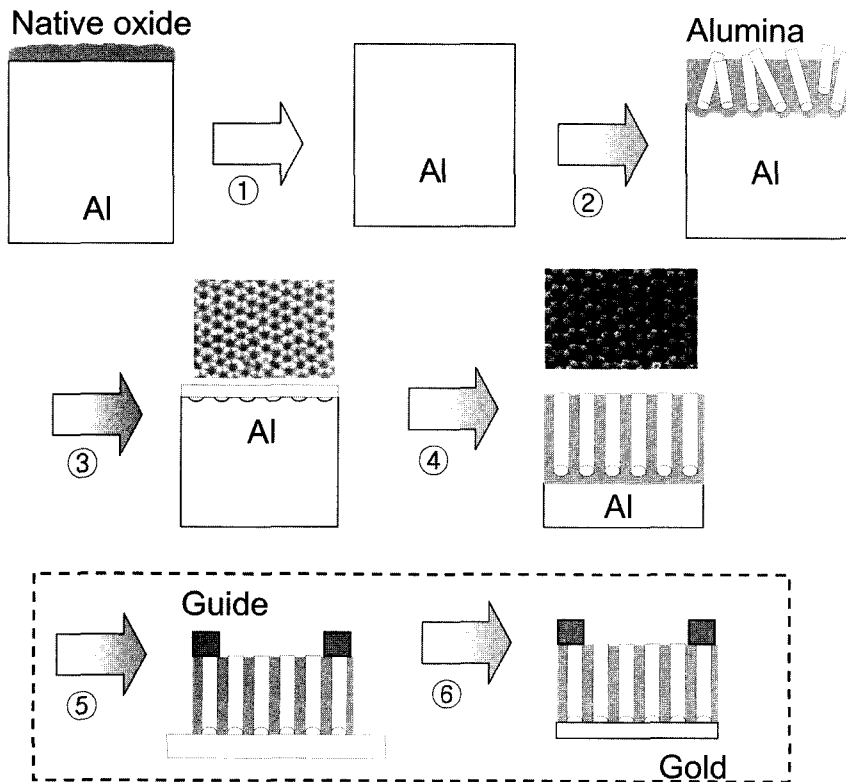 Native oxide
Al
①
Al
②
Alumina
Al
③
Al
④
Al
⑤
Guide
⑥
Gold